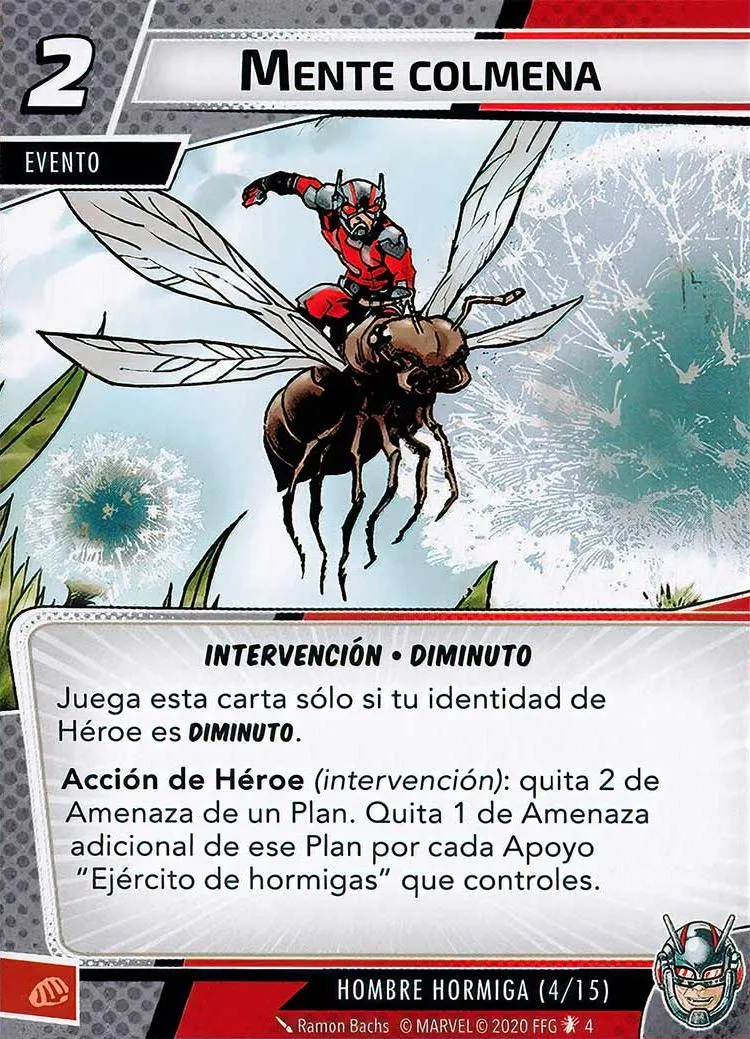 2
MENTE COLMENA
EVENTO
INTERVENCIÓN • DIMINUTO
Juega esta carta sólo si tu identidad de
Héroe es DIMINUTO.
Acción de Héroe (intervención): quita 2 de
Amenaza de un Plan. Quita 1 de Amenaza
adicional de ese Plan por cada Apoyo
"Ejército de hormigas" que controles.
HOMBRE HORMIGA (4/15)
Ramon Bachs © MARVEL © 2020 FFG 4